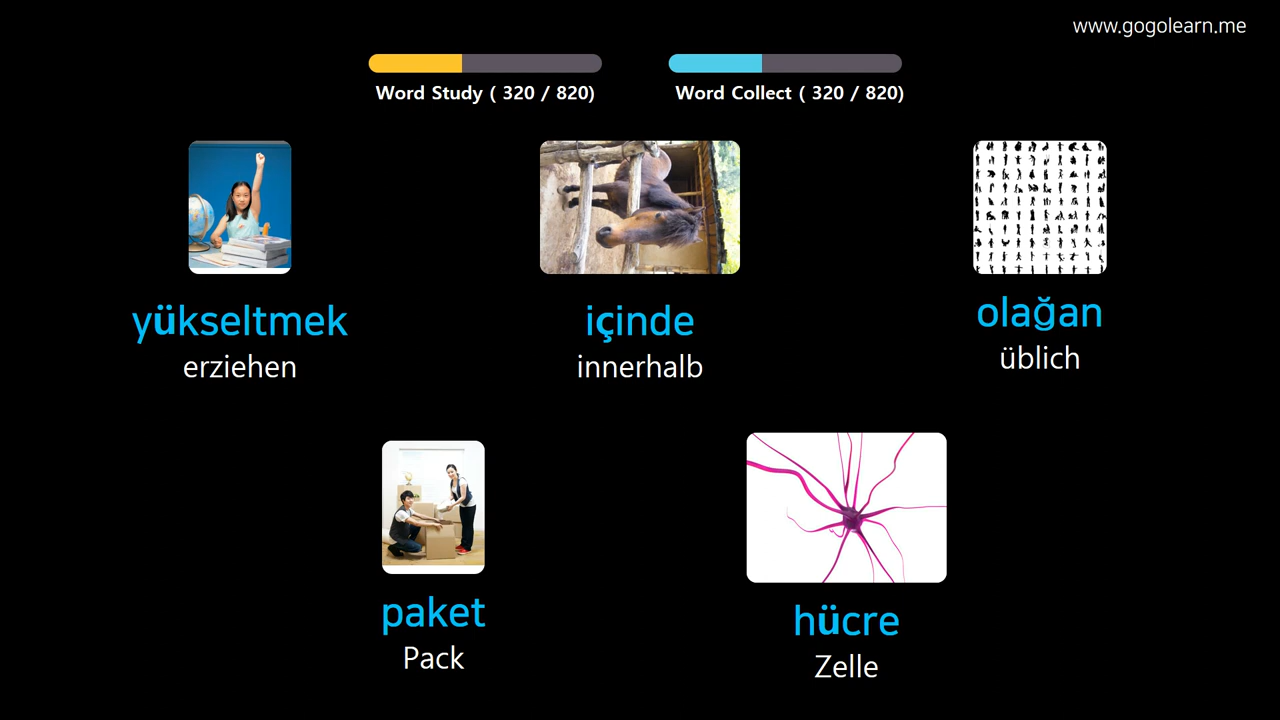 www.gogolearn.me
Word Study ( 320 / 820)
Word Collect ( 320 / 820)
yükseltmek
erziehen
içinde
innerhalb
olağan
üblich
paket
Pack
hücre
Zelle